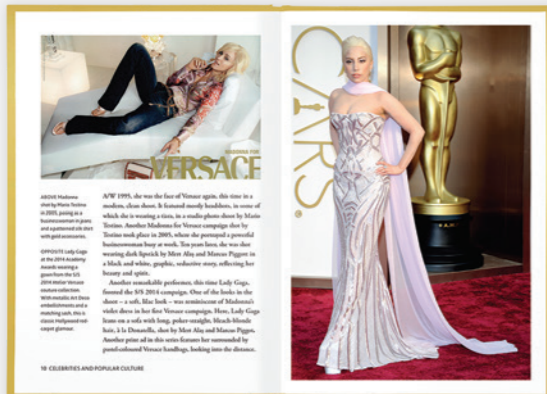 MADONNA FOR
VERSACE
ABOVE Madonna
shot by Mario Testino
in 2005, posing as a
businesswoman in jeans
and a patterned silk shirt
with gold accessories.
OPPOSITE Lady Gaga
at the 2014 Academy
Awards wearing a
gown from the S/S
2014 Atelier Versace
couture collection.
With metallic Art Deco
embellishments and a
matching sash, this is
classic Hollywood red-
carpet glamour.
A/W 1995, she was the face of Versace again, this time in a
modern, clean shoot. It featured mostly headshots, in some of
which she is wearing a tiara, in a studio photo shoot by Mario
Testino. Another Madonna for Versace campaign shot by
Testino took place in 2005, where she portrayed a powerful
businesswoman busy at work. Ten years later, she was shot
wearing dark lipstick by Mert Alaş and Marcus Piggott in
a black and white, graphic, seductive story, reflecting her
beauty and spirit.
Another remarkable performer, this time Lady Gaga,
fronted the S/S 2014 campaign. One of the looks in the
shoot – a soft, lilac look – was reminiscent of Madonna's
violet dress in her first Versace campaign. Here, Lady Gaga
leans on a sofa with long, poker-straight, bleach-blonde
hair, à la Donatella, shot by Mert Alaş and Marcus Piggott.
Another print ad in this series features her surrounded by
pastel-coloured Versace handbags, looking into the distance.
10 CELEBRITIES AND POPULAR CULTURE
CARS